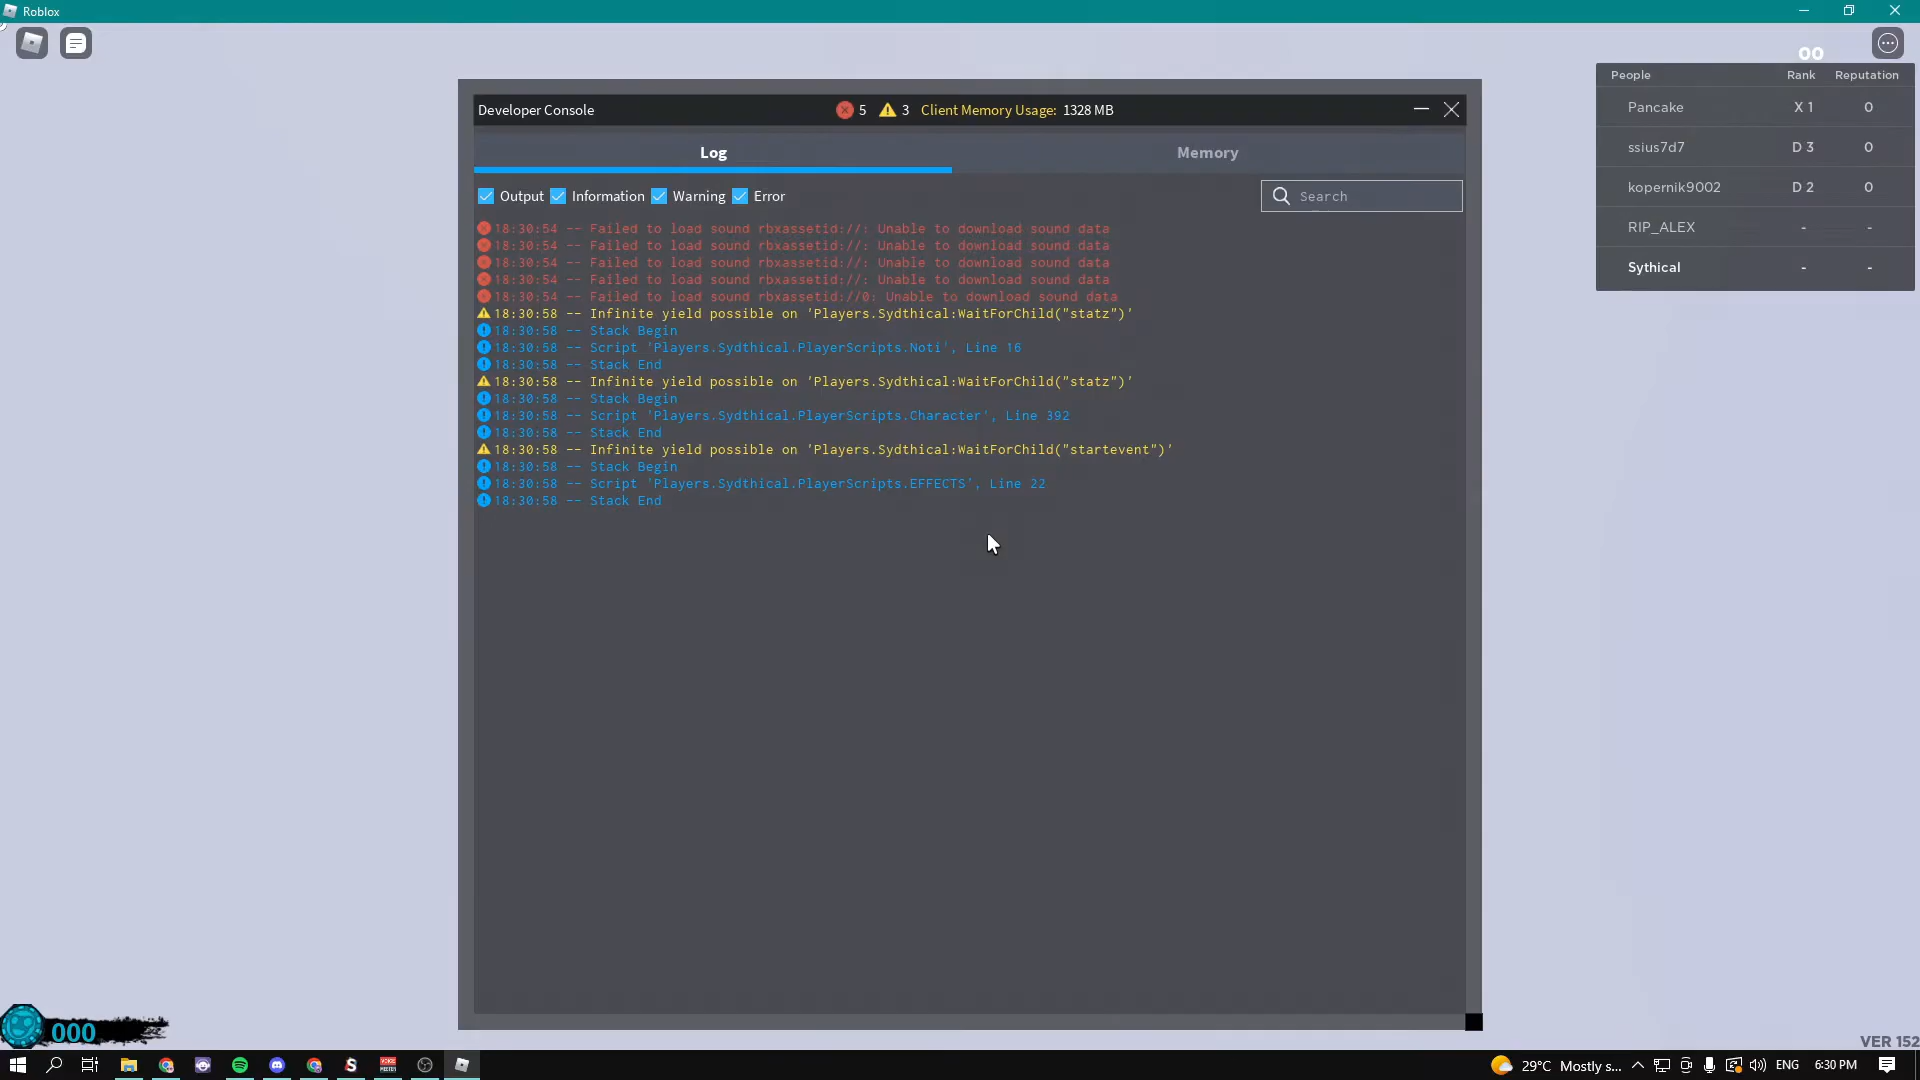 Roblox
Developer Console 5 3 Client Memory Usage: 1328 MB
Log Memory
Output Information Warning Error Search
18:30:54 -- Failed to load sound rbxassetid://: Unable to download sound data
18:30:54 -- Failed to load sound rbxassetid://: Unable to download sound data
18:30:54 -- Failed to load sound rbxassetid://: Unable to download sound data
18:30:54 -- Failed to load sound rbxassetid://: Unable to download sound data
18:30:54 -- Failed to load sound rbxassetid://0: Unable to download sound data
18:30:58 -- Infinite yield possible on 'Players.Sydthical:WaitForChild("statz")'
18:30:58 -- Stack Begin
18:30:58 -- Script 'Players.Sydthical.PlayerScripts.Noti', Line 16
18:30:58 -- Stack End
18:30:58 -- Infinite yield possible on 'Players.Sydthical:WaitForChild("statz")'
18:30:58 -- Stack Begin
18:30:58 -- Script 'Players.Sydthical.PlayerScripts.Character', Line 392
18:30:58 -- Stack End
18:30:58 -- Infinite yield possible on 'Players.Sydthical:WaitForChild("startevent")'
18:30:58 -- Stack Begin
18:30:58 -- Script 'Players.Sydthical.PlayerScripts.EFFECTS', Line 22
18:30:58 -- Stack End
00
People Rank Reputation
Pancake X 1 0
ssius7d7 D 3 0
kopernik9002 D 2 0
RIP_ALEX - -
Sythical - -
000
VER 152
29°C Mostly s... ENG 6:30 PM